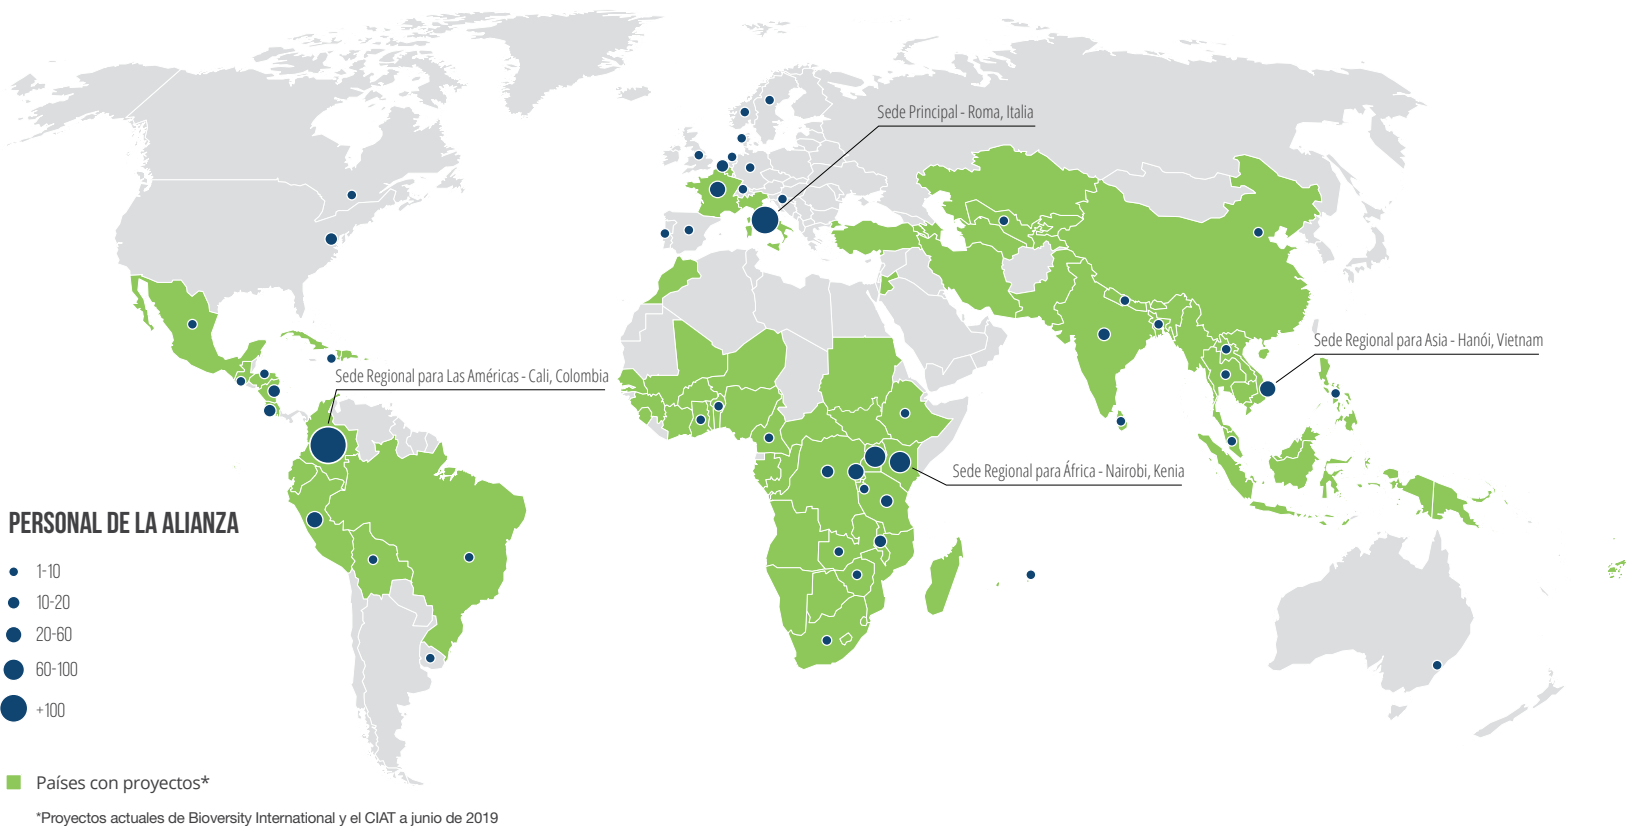 Sede Principal - Roma, Italia
Sede Regional para Asia - Hanói, Vietnam
Sede Regional para Las Américas - Cali, Colombia
Sede Regional para África - Nairobi, Kenia
PERSONAL DE LA ALIANZA
1-10
10-20
20-60
60-100
+100
Países con proyectos*
*Proyectos actuales de Bioversity International y el CIAT a junio de 2019